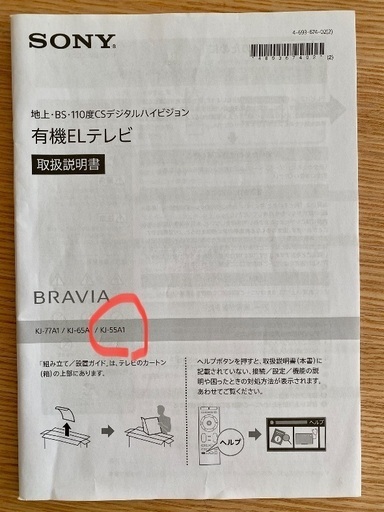 SONY
地上・BS・110度CSデジタルハイビジョン
有機ELテレビ
取扱説明書
BRAVIA
KJ-77A1 / KJ-65A1 / KJ-55A1
「組み立て／設置ガイド」は、テレビのカートン
（箱）の上部にあります。
ヘルプボタンを押すと、取扱説明書（本書）に
記載されていない、接続／設定／機能の説
明や困ったときの対処方法が表示されます。
あわせてご覧ください。
ヘルプ
ヘルプ